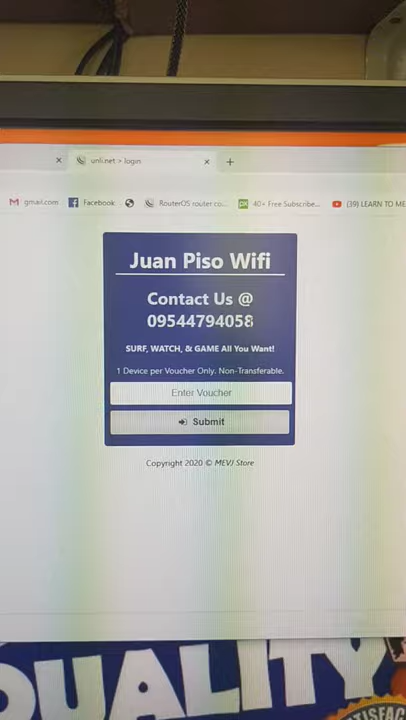 unli.net > login
gmail.com
Facebook
RouterOS router co...
40+ Free Subscribe...
(39) LEARN TO ME
Juan Piso Wifi
Contact Us @
09544794058
SURF, WATCH, & GAME All You Want!
1 Device per Voucher Only. Non-Transferable.
Enter Voucher
Submit
Copyright 2020 © MEVJ Store
QUALITY
SATISFAC